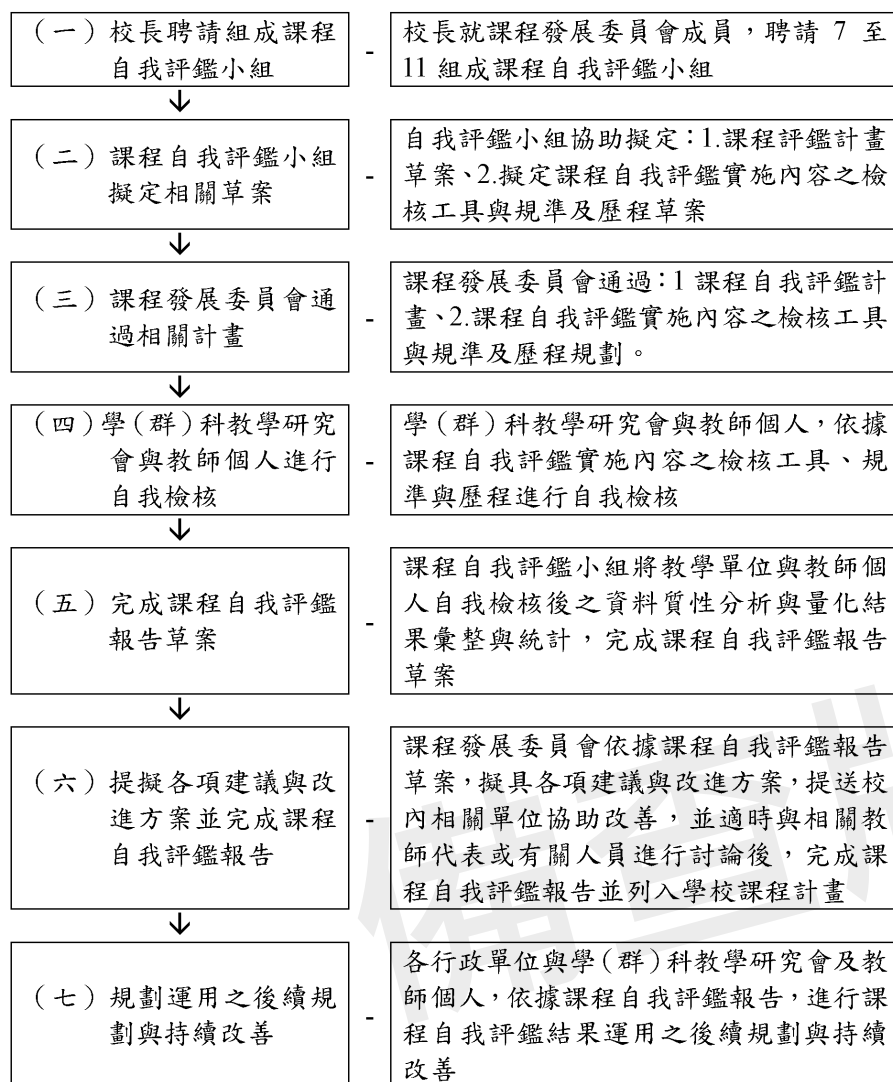 （一）校長聘請組成課程
自我評鑑小組
-
校長就課程發展委員會成員，聘請 7 至
11 組成課程自我評鑑小組
↓
（二）課程自我評鑑小組
擬定相關草案
-
自我評鑑小組協助擬定：1.課程評鑑計畫
草案、2.擬定課程自我評鑑實施內容之檢
核工具與規準及歷程草案
↓
（三）課程發展委員會通
過相關計畫
-
課程發展委員會通過：1 課程自我評鑑計
畫、2.課程自我評鑑實施內容之檢核工具
與規準及歷程規劃。
↓
（四）學（群）科教學研究
會與教師個人進行
自我檢核
-
學（群）科教學研究會與教師個人，依據
課程自我評鑑實施內容之檢核工具、規
準與歷程進行自我檢核
↓
（五）完成課程自我評鑑
報告草案
-
課程自我評鑑小組將教學單位與教師個
人自我檢核後之資料質性分析與量化結
果彙整與統計，完成課程自我評鑑報告
草案
↓
（六）提擬各項建議與改
進方案並完成課程
自我評鑑報告
-
課程發展委員會依據課程自我評鑑報告
草案，擬具各項建議與改進方案，提送校
內相關單位協助改善，並適時與相關教
師代表或有關人員進行討論後，完成課
程自我評鑑報告並列入學校課程計畫
↓
（七）規劃運用之後續規
劃與持續改善
-
各行政單位與學（群）科教學研究會及教
師個人，依據課程自我評鑑報告，進行課
程自我評鑑結果運用之後續規劃與持續
改善
備查